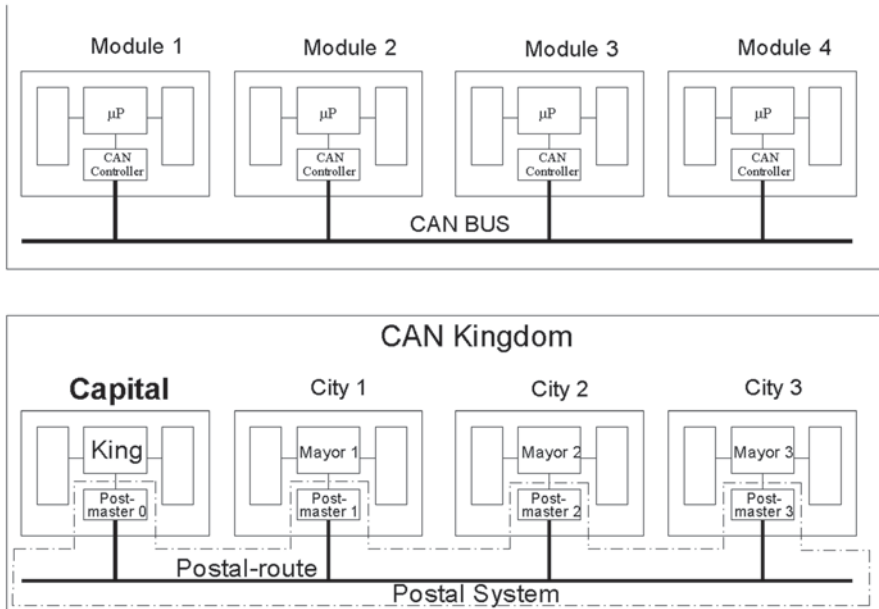 Module 1
Module 2
Module 3
Module 4
µP
µP
µP
µP
CAN
Controller
CAN
Controller
CAN
Controller
CAN
Controller
CAN BUS
CAN Kingdom
Capital
City 1
City 2
City 3
King
Mayor 1
Mayor 2
Mayor 3
Post-
master 0
Post-
master 1
Post-
master 2
Post-
master 3
Postal-route
Postal System